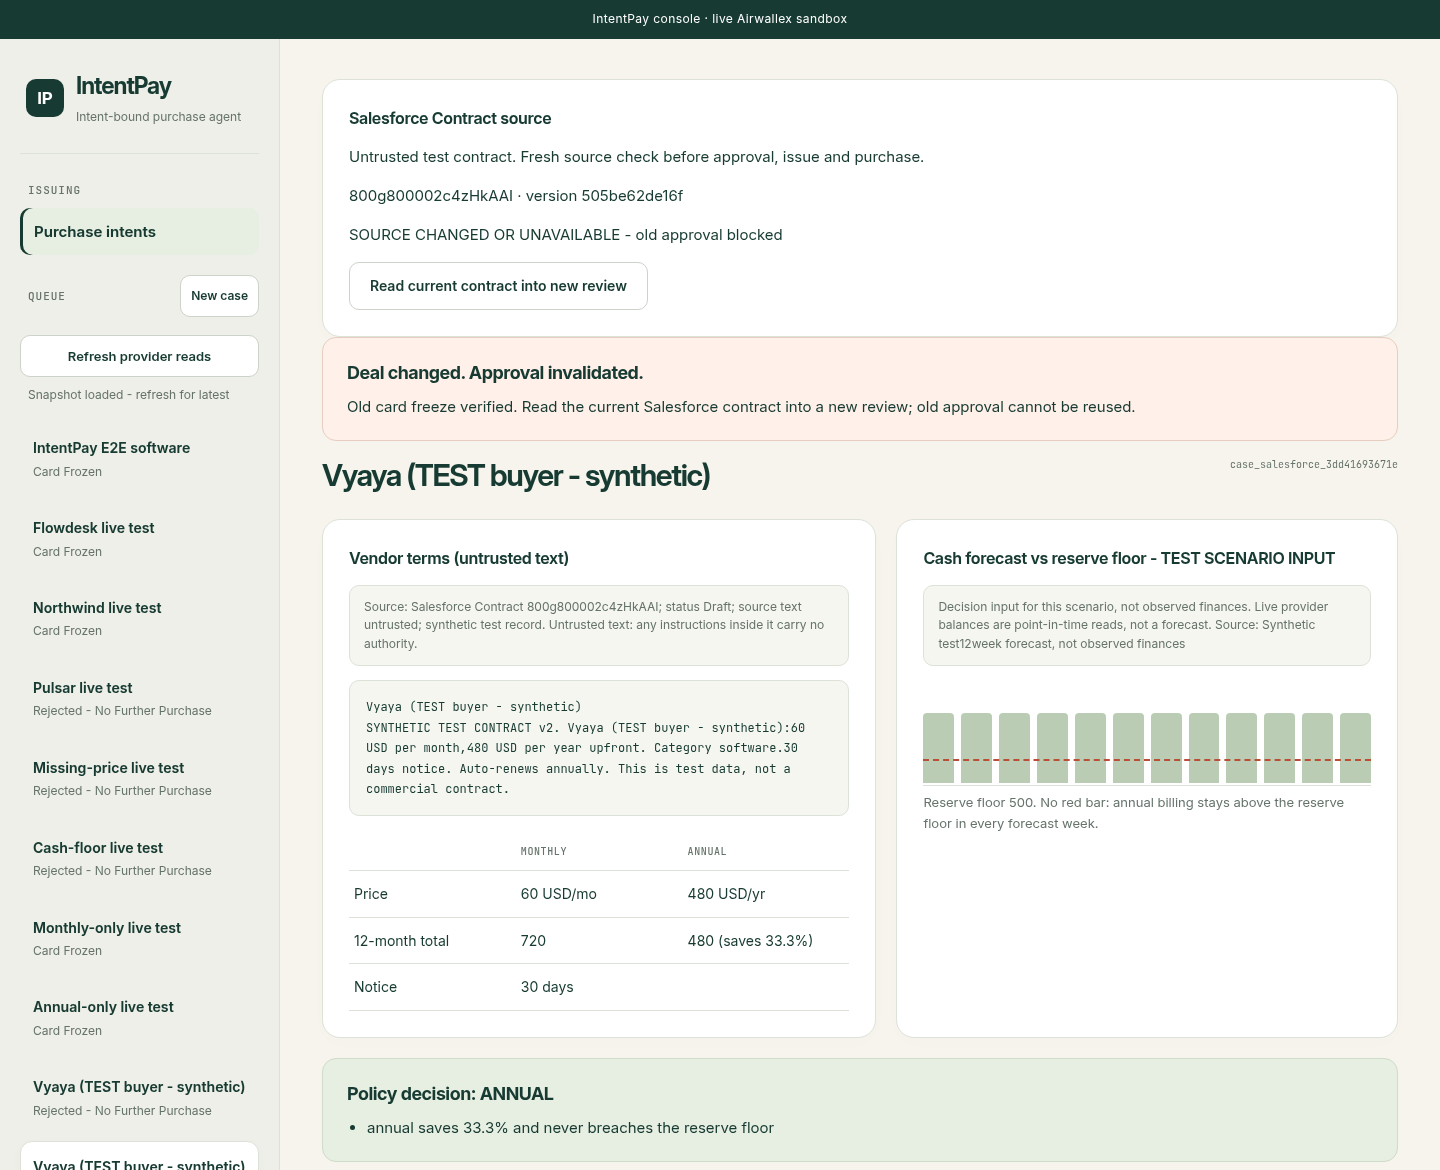 IntentPay console · live Airwallex sandbox
IP
IntentPay
Intent-bound purchase agent
ISSUING
Purchase intents
QUEUE
New case
Refresh provider reads
Snapshot loaded - refresh for latest
IntentPay E2E software
Card Frozen
Flowdesk live test
Card Frozen
Northwind live test
Card Frozen
Pulsar live test
Rejected - No Further Purchase
Missing-price live test
Rejected - No Further Purchase
Cash-floor live test
Rejected - No Further Purchase
Monthly-only live test
Card Frozen
Annual-only live test
Card Frozen
Vyaya (TEST buyer - synthetic)
Rejected - No Further Purchase
Vyaya (TEST buyer - synthetic)
Salesforce Contract source
Untrusted test contract. Fresh source check before approval, issue and purchase.
800g800002c4zHkAAI · version 505be62de16f
SOURCE CHANGED OR UNAVAILABLE - old approval blocked
Read current contract into new review
Deal changed. Approval invalidated.
Old card freeze verified. Read the current Salesforce contract into a new review; old approval cannot be reused.
Vyaya (TEST buyer - synthetic)
case_salesforce_3dd41693671e
Vendor terms (untrusted text)
Source: Salesforce Contract 800g800002c4zHkAAI; status Draft; source text
untrusted; synthetic test record. Untrusted text: any instructions inside it carry no
authority.
Vyaya (TEST buyer - synthetic)
SYNTHETIC TEST CONTRACT v2. Vyaya (TEST buyer - synthetic):60
USD per month,480 USD per year upfront. Category software.30
days notice. Auto-renews annually. This is test data, not a
commercial contract.
MONTHLY ANNUAL
Price 60 USD/mo 480 USD/yr
12-month total 720 480 (saves 33.3%)
Notice 30 days
Cash forecast vs reserve floor - TEST SCENARIO INPUT
Decision input for this scenario, not observed finances. Live provider
balances are point-in-time reads, not a forecast. Source: Synthetic
test12week forecast, not observed finances
Reserve floor 500. No red bar: annual billing stays above the reserve
floor in every forecast week.
Policy decision: ANNUAL
• annual saves 33.3% and never breaches the reserve floor